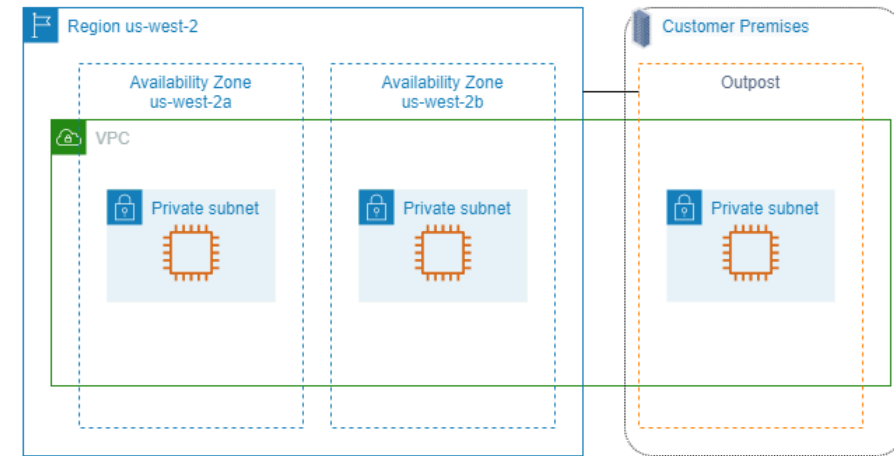 Region us-west-2
Customer Premises
Availability Zone
us-west-2a
Availability Zone
us-west-2b
Outpost
VPC
Private subnet
Private subnet
Private subnet